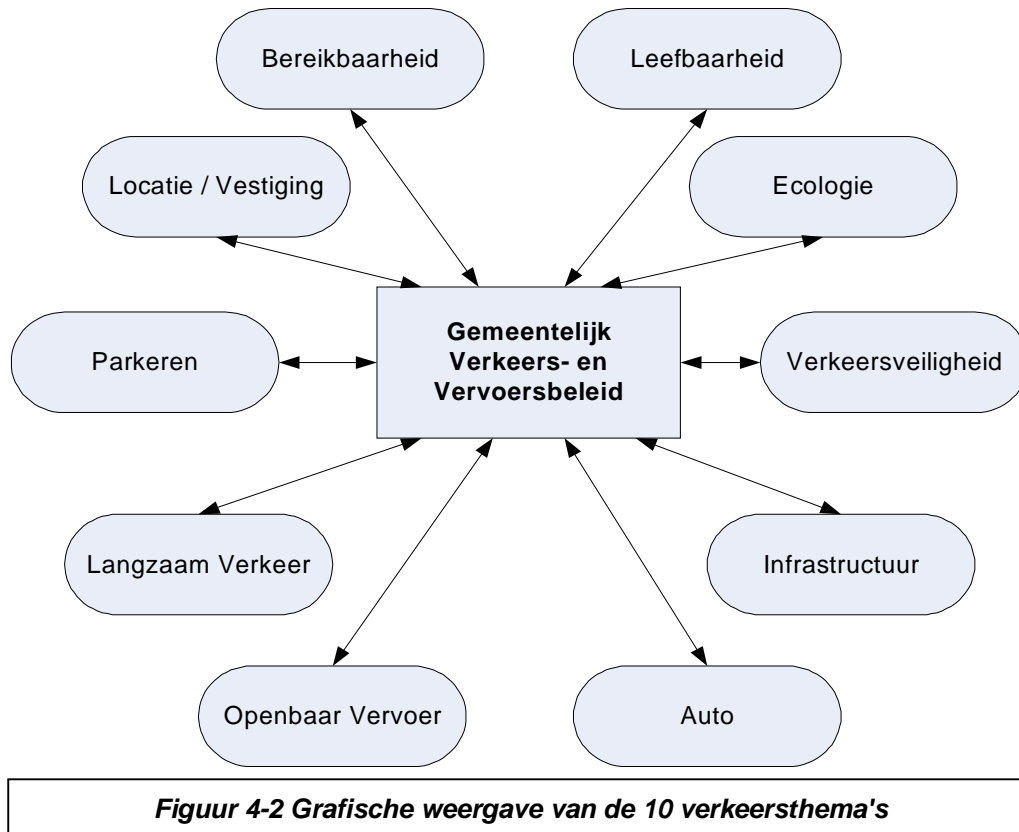 Bereikbaarheid
Leefbaarheid
Locatie / Vestiging
Ecologie
Gemeentelijk
Verkeers- en
Vervoersbeleid
Parkeren
Verkeersveiligheid
Langzaam Verkeer
Infrastructuur
Openbaar Vervoer
Auto
Figuur 4-2 Grafische weergave van de 10 verkeersthema's